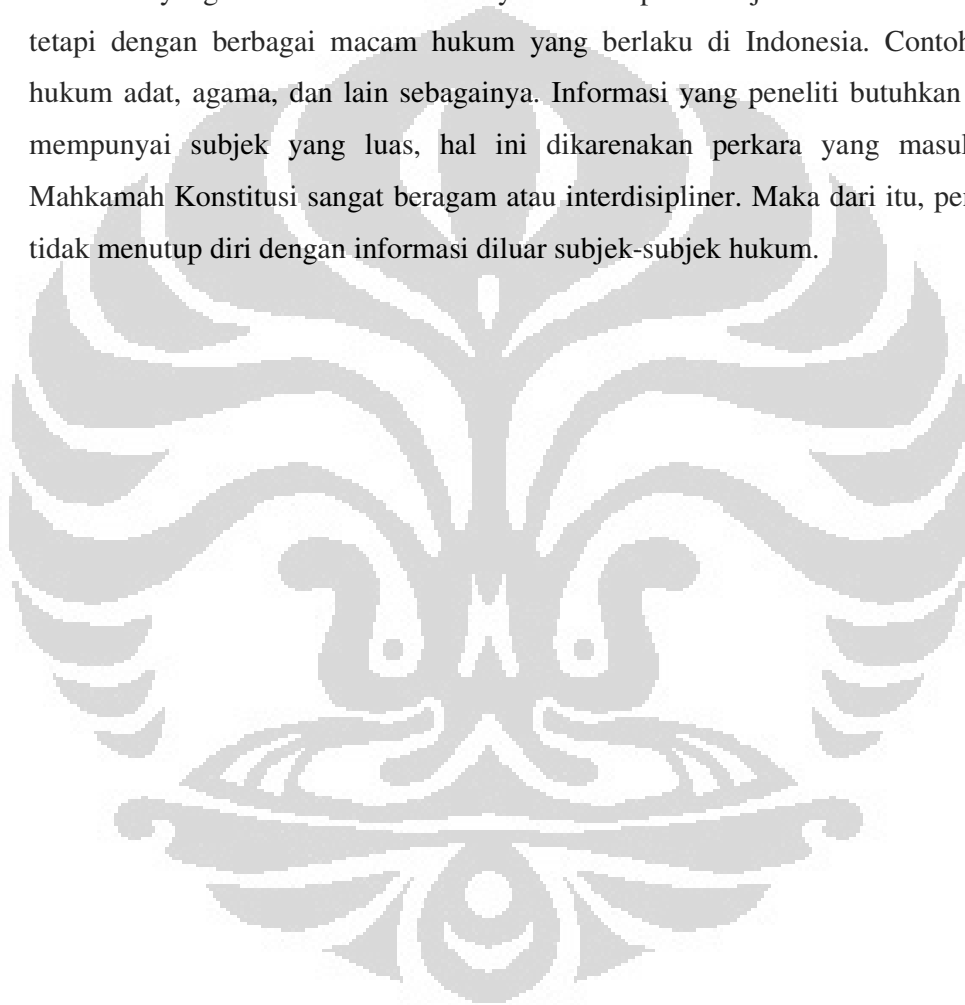 tetapi dengan berbagai macam hukum yang berlaku di Indonesia. Contoh
hukum adat, agama, dan lain sebagainya. Informasi yang peneliti butuhkan
mempunyai subjek yang luas, hal ini dikarenakan perkara yang masu
Mahkamah Konstitusi sangat beragam atau interdisipliner. Maka dari itu, pe
tidak menutup diri dengan informasi diluar subjek-subjek hukum.